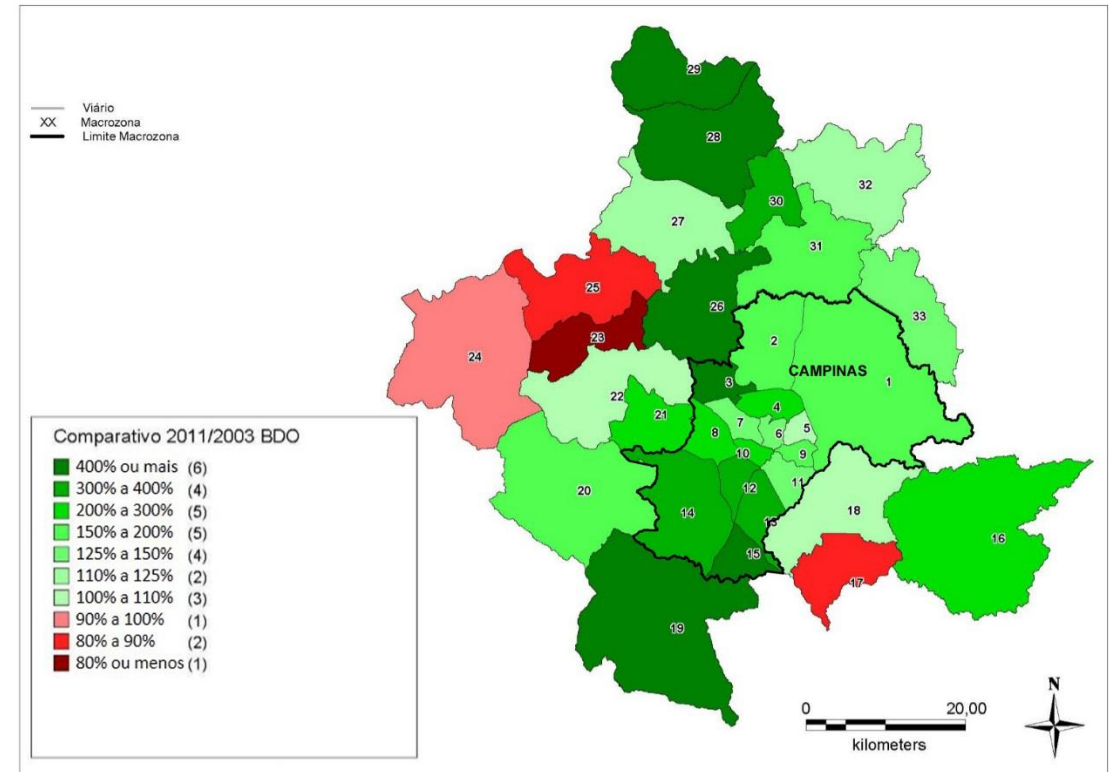 Viário
XX Macrozona
Limite Macrozona
29
28
32
30
27
31
25
26
33
2
23
24
CAMPINAS
1
3
22
4
21
7
5
8
6
10
9
11
12
20
14
13
18
16
15
17
19
Comparativo 2011/2003 BDO
400% ou mais (6)
300% a 400% (4)
200% a 300% (5)
150% a 200% (5)
125% a 150% (4)
110% a 125% (2)
100% a 110% (3)
90% a 100% (1)
80% a 90% (2)
80% ou menos (1)
N
0 20,00
kilometers